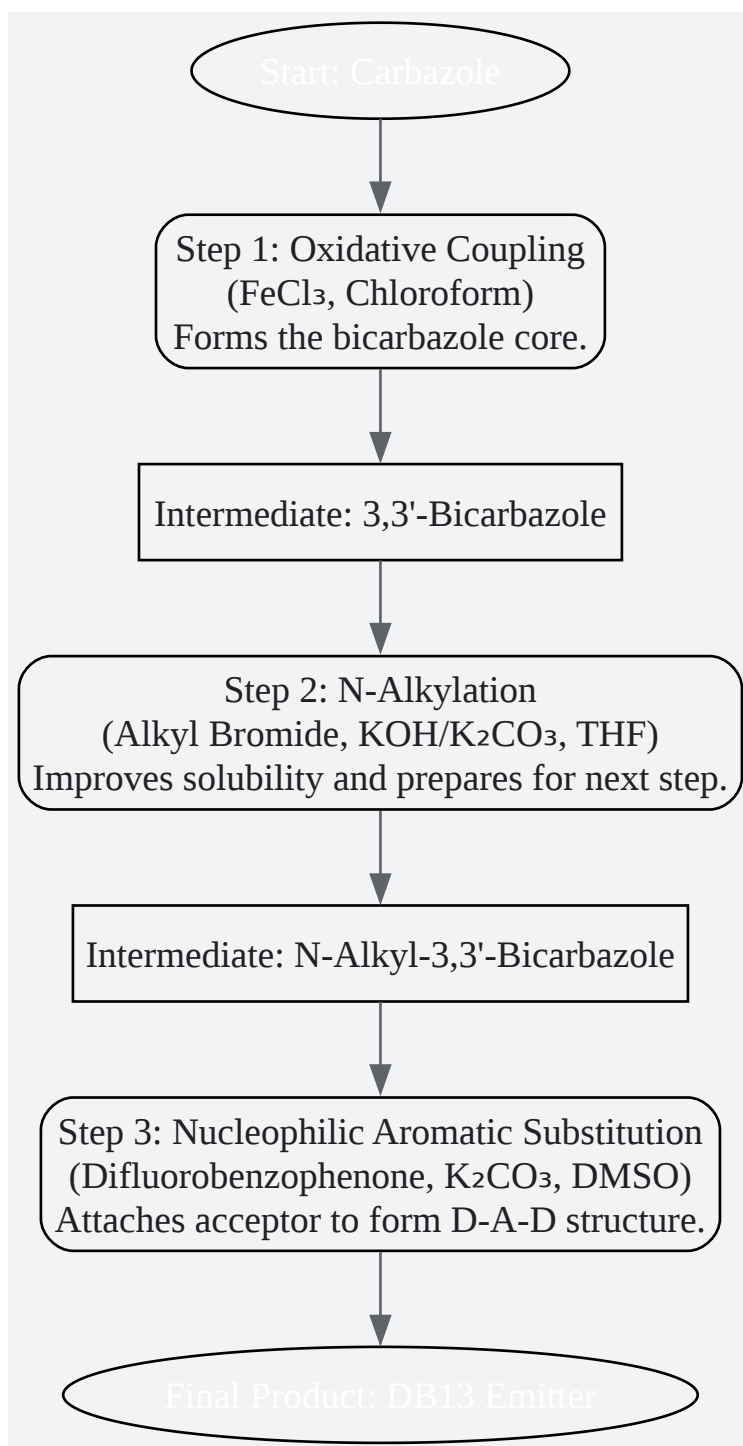 Start: Carbazole
Step 1: Oxidative Coupling
(FeCl₃, Chloroform)
Forms the bicarbazole core.
Intermediate: 3,3'-Bicarbazole
Step 2: N-Alkylation
(Alkyl Bromide, KOH/K₂CO₃, THF)
Improves solubility and prepares for next step.
Intermediate: N-Alkyl-3,3'-Bicarbazole
Step 3: Nucleophilic Aromatic Substitution
(Difluorobenzophenone, K₂CO₃, DMSO)
Attaches acceptor to form D-A-D structure.
Final Product: DB13 Emitter